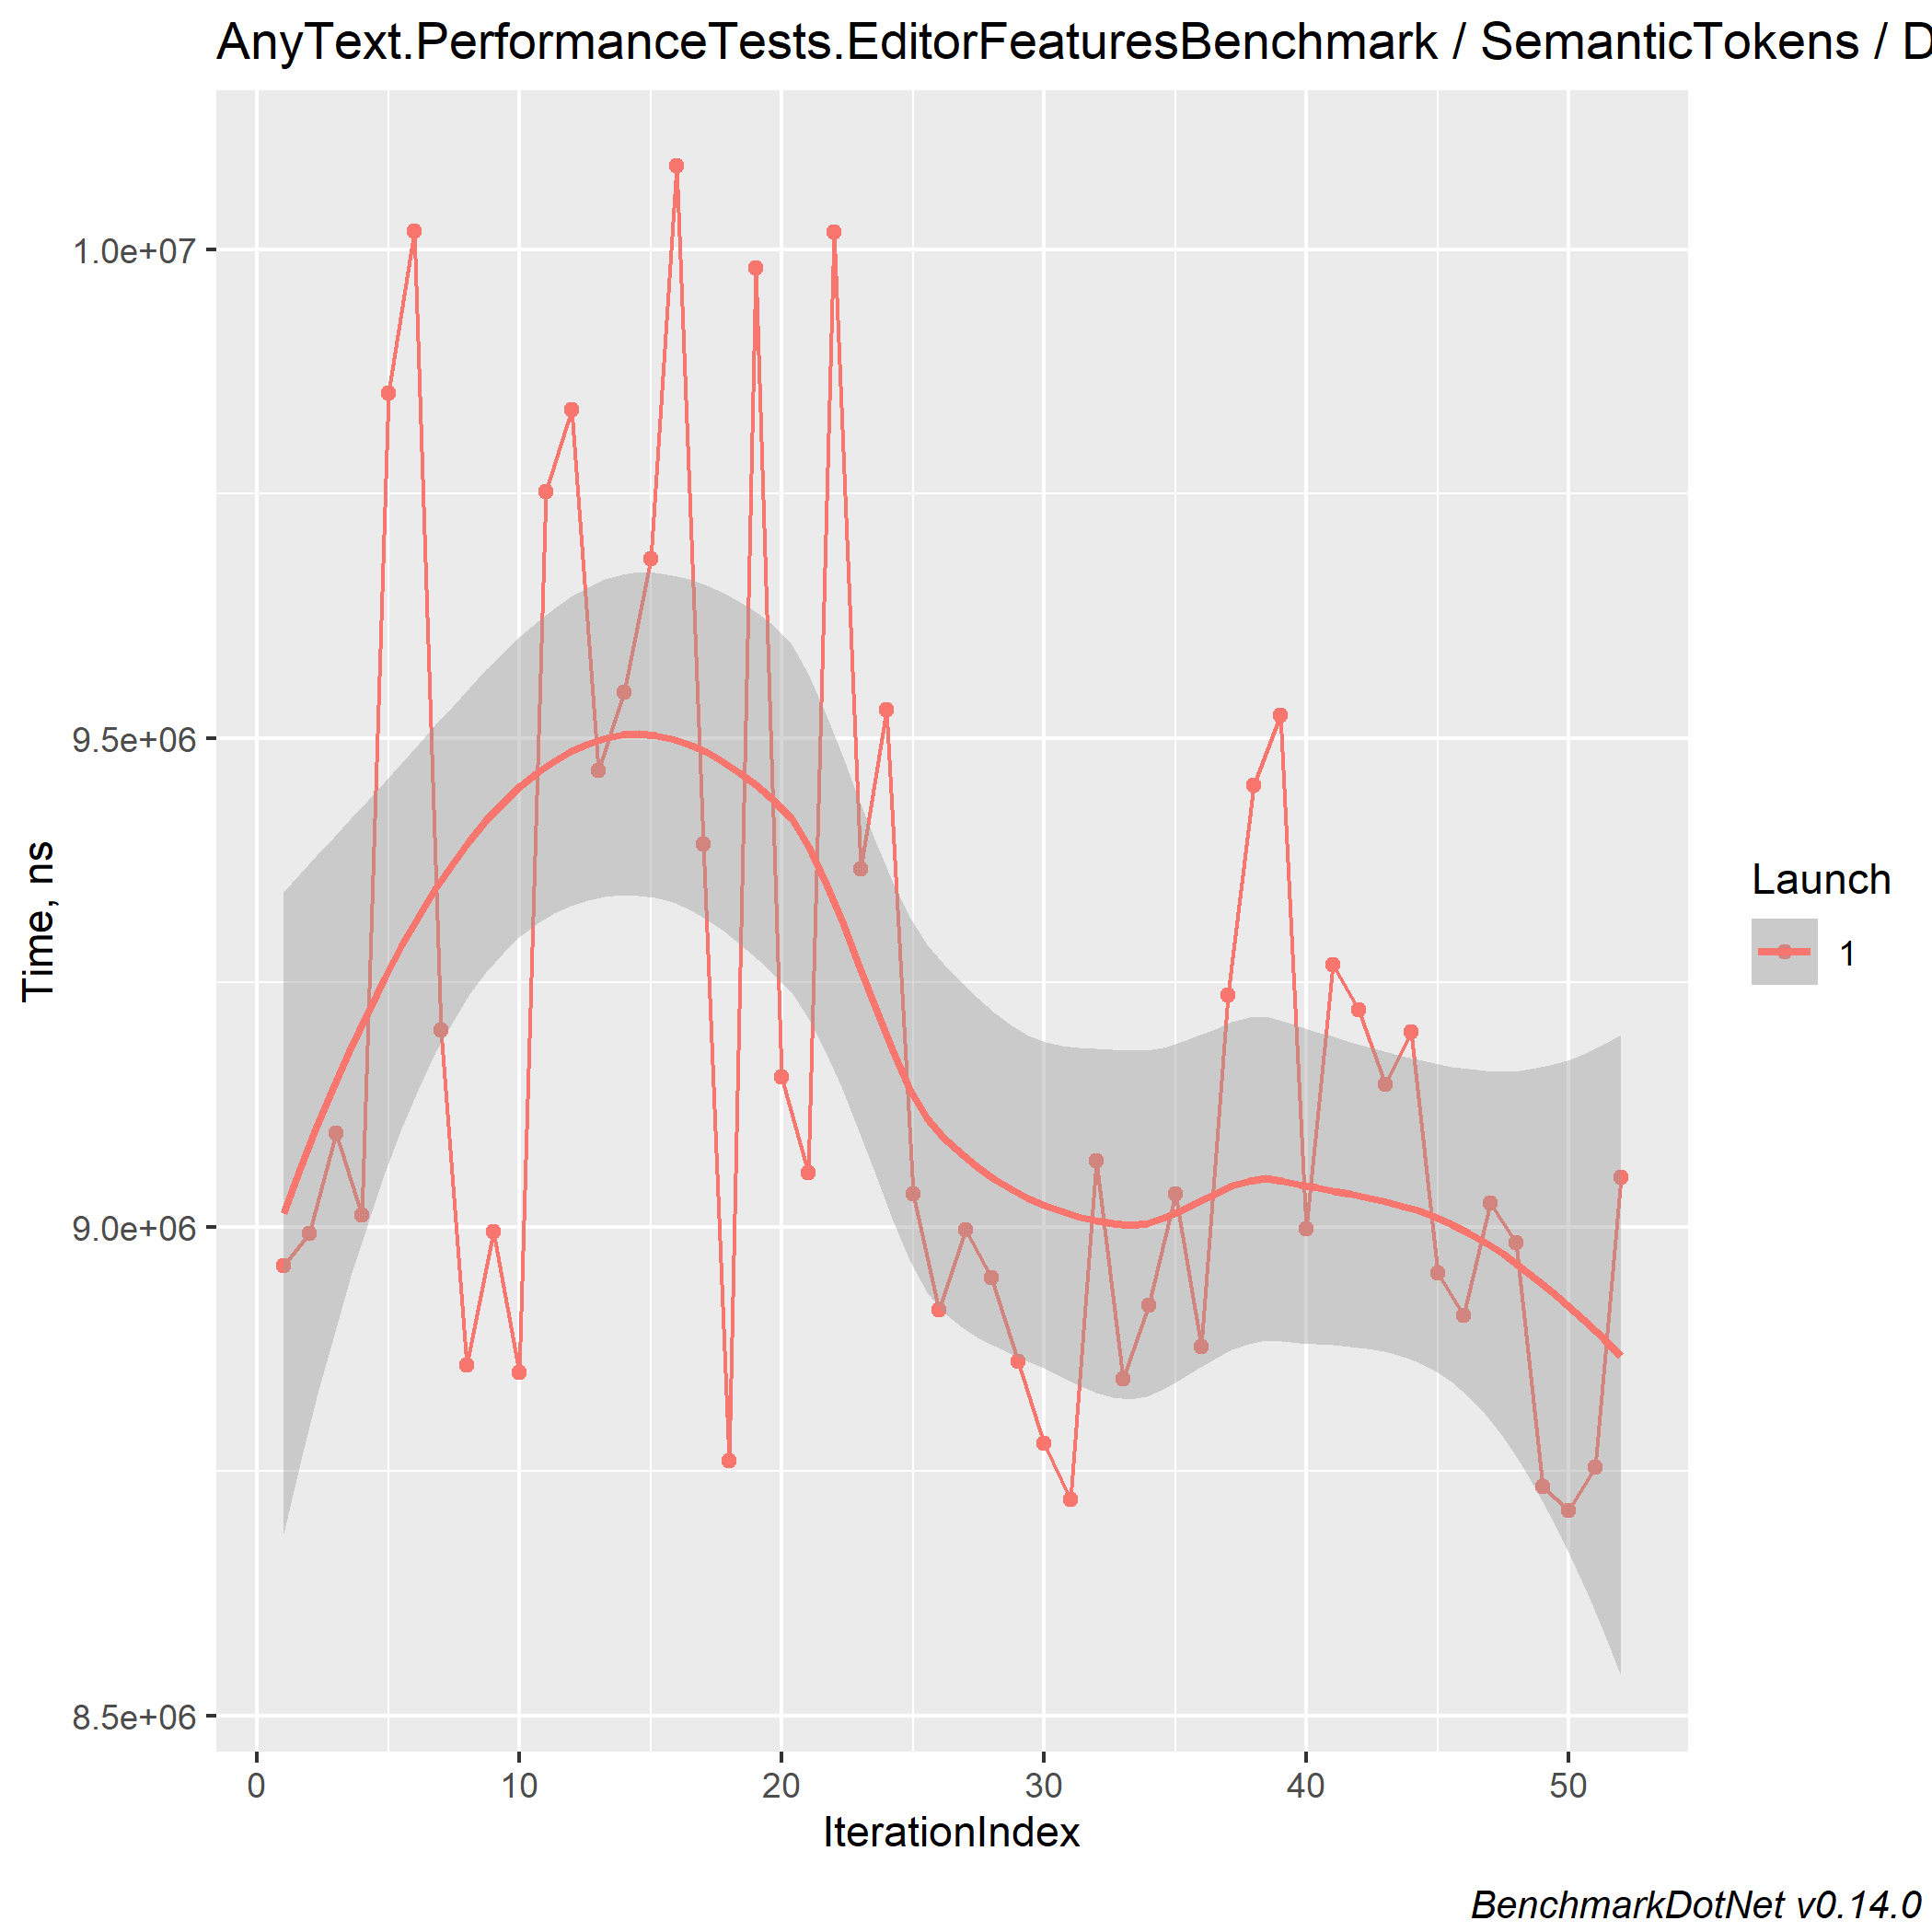 AnyText.PerformanceTests.EditorFeaturesBenchmark / SemanticTokens / D
1.0e+07
9.5e+06
9.0e+06
8.5e+06
Time, ns
0 10 20 30 40 50
IterationIndex
Launch
1
BenchmarkDotNet v0.14.0